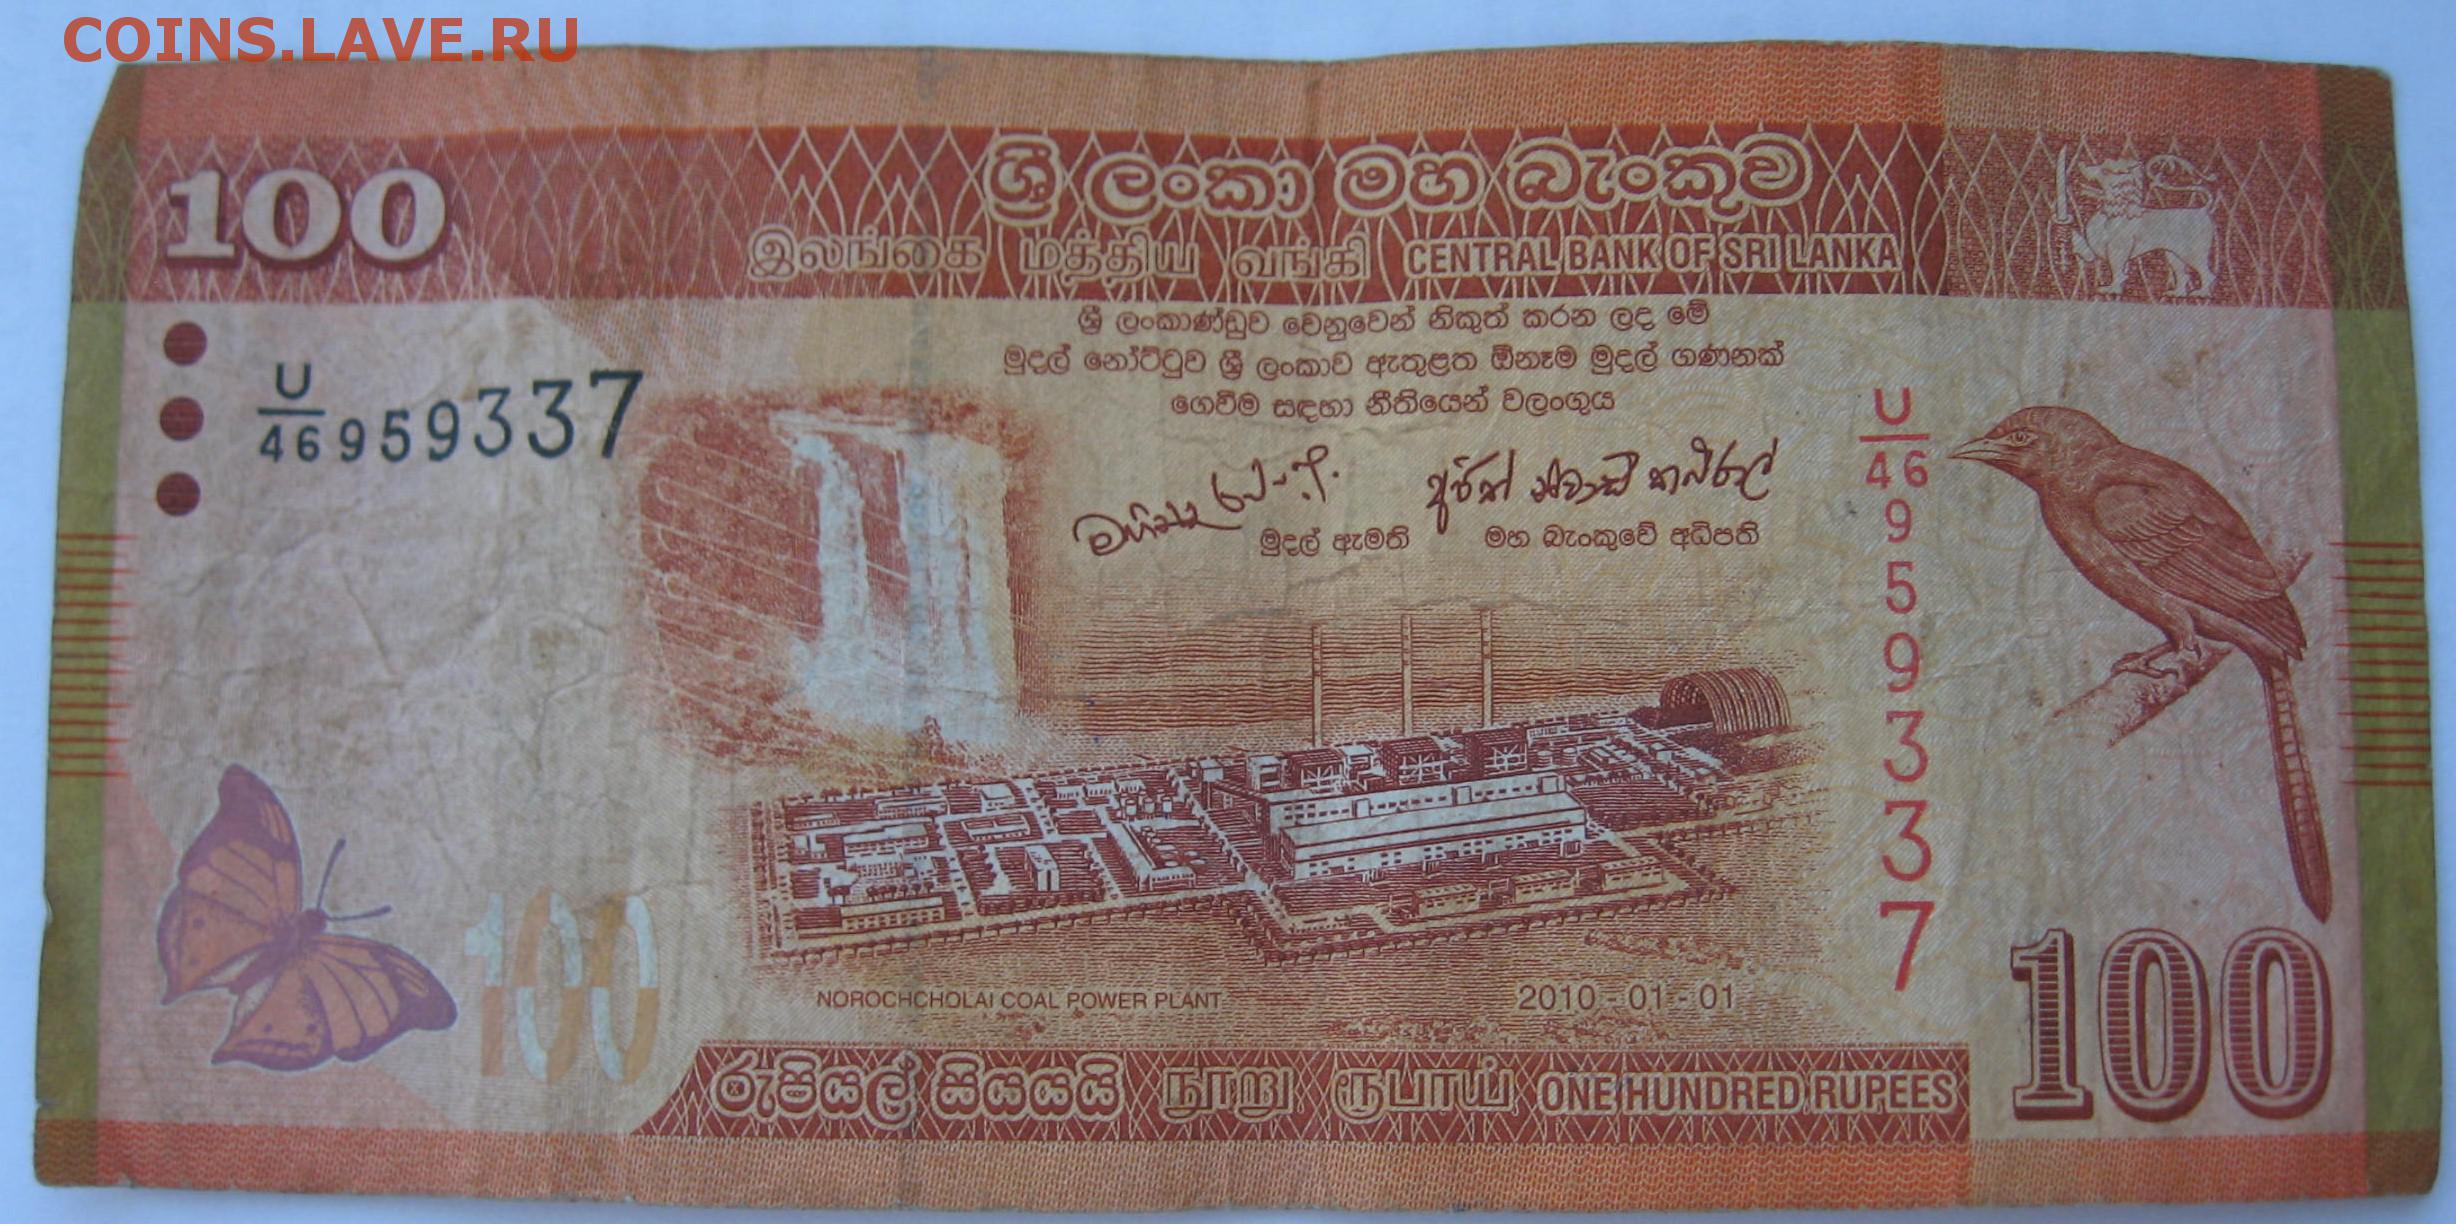 COINS.LAVE.RU
100
ශ්‍රී ලංකා මහ බැංකුව
இலங்கை மத்திய வங்கி CENTRAL BANK OF SRI LANKA
ශ්‍රී ලංකාණ්ඩුව වෙනුවෙන් නිකුත් කරන ලද මේ
මුදල් නෝට්ටුව ශ්‍රී ලංකාව ඇතුළත ඕනෑම මුදල් ගණනක්
ගෙවීම සඳහා නීතියෙන් වලංගුය
U/46 959337
මුදල් ඇමති
මහ බැංකුවේ අධිපති
U/46 959337
100
NOROCHCHOLAI COAL POWER PLANT
2010 - 01 - 01
රුපියල් සියයයි நூறு ரூபாய் ONE HUNDRED RUPEES
100